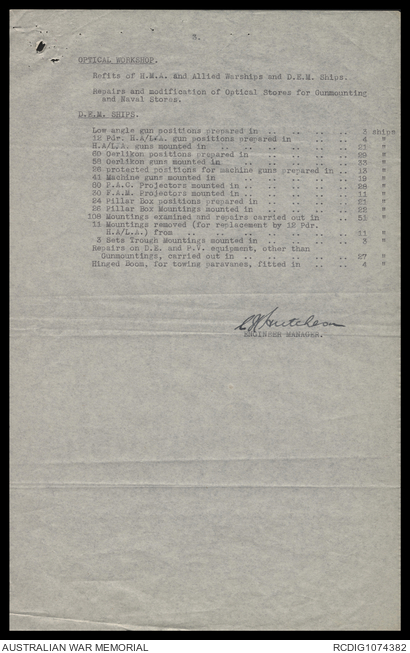 3.
OPTICAL WORKSHOP.
Refits of H.M.A. and Allied Warships and D.E.M. Ships.
Repairs and modification of Optical Stores for Gunmounting
and Naval Stores.
D.E.M. SHIPS.
Low angle gun positions prepared in .. .. .. .. 3 ships
12 Pdr. H.A/L.A. gun positions prepared in .. .. .. 4 "
H.A/L.A. guns mounted in .. .. .. .. .. .. 21 "
60 Oerlikon positions prepared in .. .. .. .. 29 "
58 Oerlikon guns mounted in .. .. .. .. .. 33 "
26 protected positions for machine guns prepared in .. 13 "
41 Machine guns mounted in .. .. .. .. .. 19 "
80 P.A.C. Projectors mounted in .. .. .. .. .. 28 "
30 F.A.M. Projectors mounted in .. .. .. .. .. 11 "
24 Pillar Box positions prepared in .. .. .. .. 21 "
26 Pillar Box Mountings mounted in .. .. .. .. 22 "
108 Mountings examined and repairs carried out in .. .. 53 "
11 Mountings removed (for replacement by 12 Pdr.
H.A/L.A.) from .. .. .. .. .. .. .. 11 "
3 Sets Trough Mountings mounted in .. .. .. .. 3 "
Repairs on D.E. and P.V. equipment, other than
Gunmountings, carried out in .. .. .. .. .. 27 "
Hinged Boom, for towing paravanes, fitted in .. .. .. 4 "
ENGINEER MANAGER.
AUSTRALIAN WAR MEMORIAL
RCDIG1074382